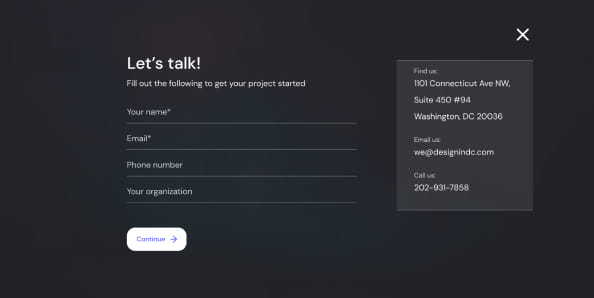 Let's talk!
Fill out the following to get your project started
Your name*
Email*
Phone number
Your organization
Continue
Find us:
1101 Connecticut Ave NW,
Suite 450 #94
Washington, DC 20036
Email us:
we@designindc.com
Call us:
202-931-7858